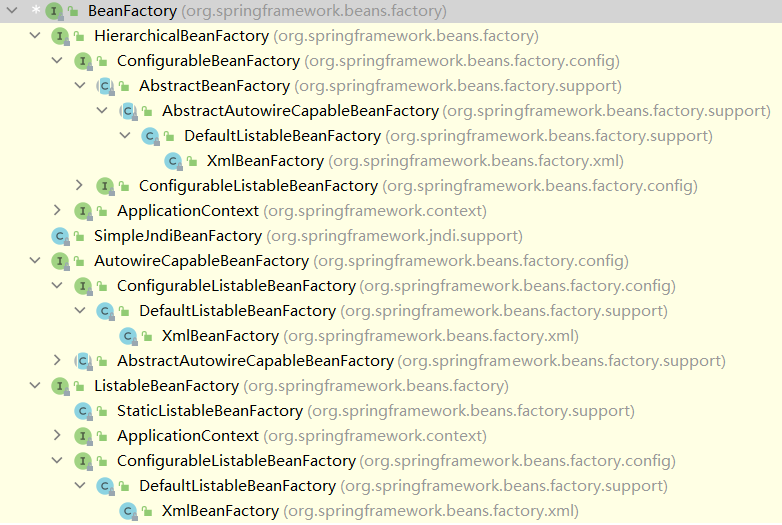 BeanFactory (org.springframework.beans.factory)
HierarchicalBeanFactory (org.springframework.beans.factory)
ConfigurableBeanFactory (org.springframework.beans.factory.config)
AbstractBeanFactory (org.springframework.beans.factory.support)
AbstractAutowireCapableBeanFactory (org.springframework.beans.factory.support)
DefaultListableBeanFactory (org.springframework.beans.factory.support)
XmlBeanFactory (org.springframework.beans.factory.xml)
ConfigurableListableBeanFactory (org.springframework.beans.factory.config)
ApplicationContext (org.springframework.context)
SimpleJndiBeanFactory (org.springframework.jndi.support)
AutowireCapableBeanFactory (org.springframework.beans.factory.config)
ConfigurableListableBeanFactory (org.springframework.beans.factory.config)
DefaultListableBeanFactory (org.springframework.beans.factory.support)
XmlBeanFactory (org.springframework.beans.factory.xml)
AbstractAutowireCapableBeanFactory (org.springframework.beans.factory.support)
ListableBeanFactory (org.springframework.beans.factory)
StaticListableBeanFactory (org.springframework.beans.factory.support)
ApplicationContext (org.springframework.context)
ConfigurableListableBeanFactory (org.springframework.beans.factory.config)
DefaultListableBeanFactory (org.springframework.beans.factory.support)
XmlBeanFactory (org.springframework.beans.factory.xml)